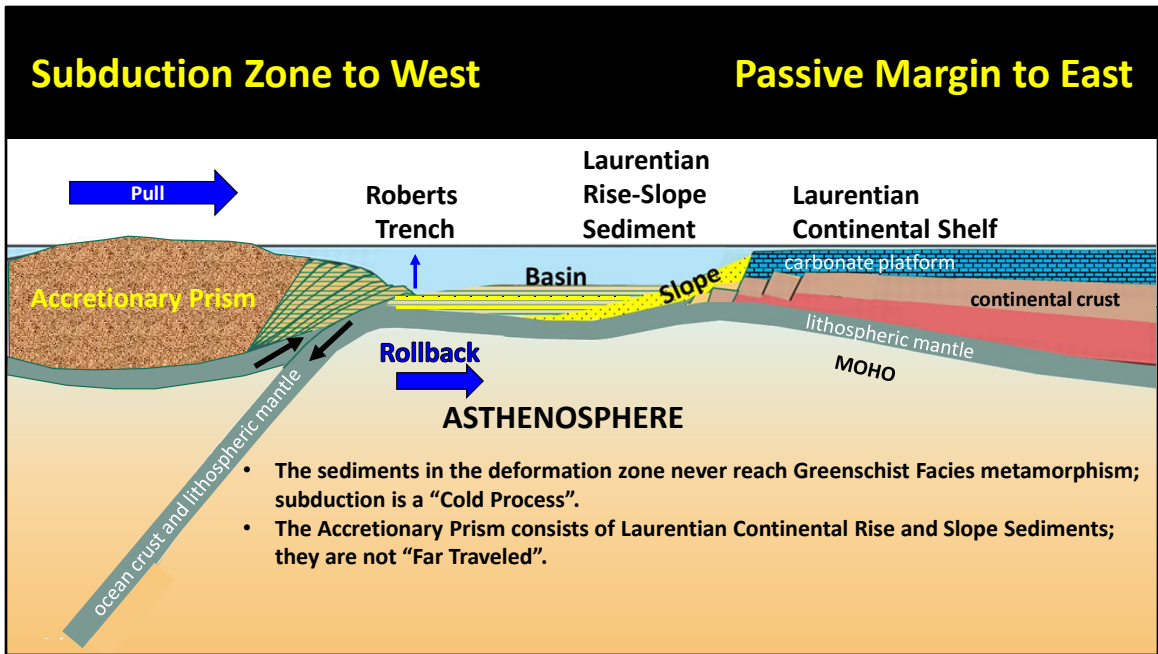 Subduction Zone to West
Passive Margin to East
Pull
Roberts
Trench
Laurentian
Rise-Slope
Sediment
Laurentian
Continental Shelf
carbonate platform
Accretionary Prism
Basin
Slope
continental crust
lithospheric mantle
MOHO
Rollback
ASTHENOSPHERE
ocean crust and lithospheric mantle
• The sediments in the deformation zone never reach Greenschist Facies metamorphism;
subduction is a “Cold Process”.
• The Accretionary Prism consists of Laurentian Continental Rise and Slope Sediments;
they are not “Far Traveled”.